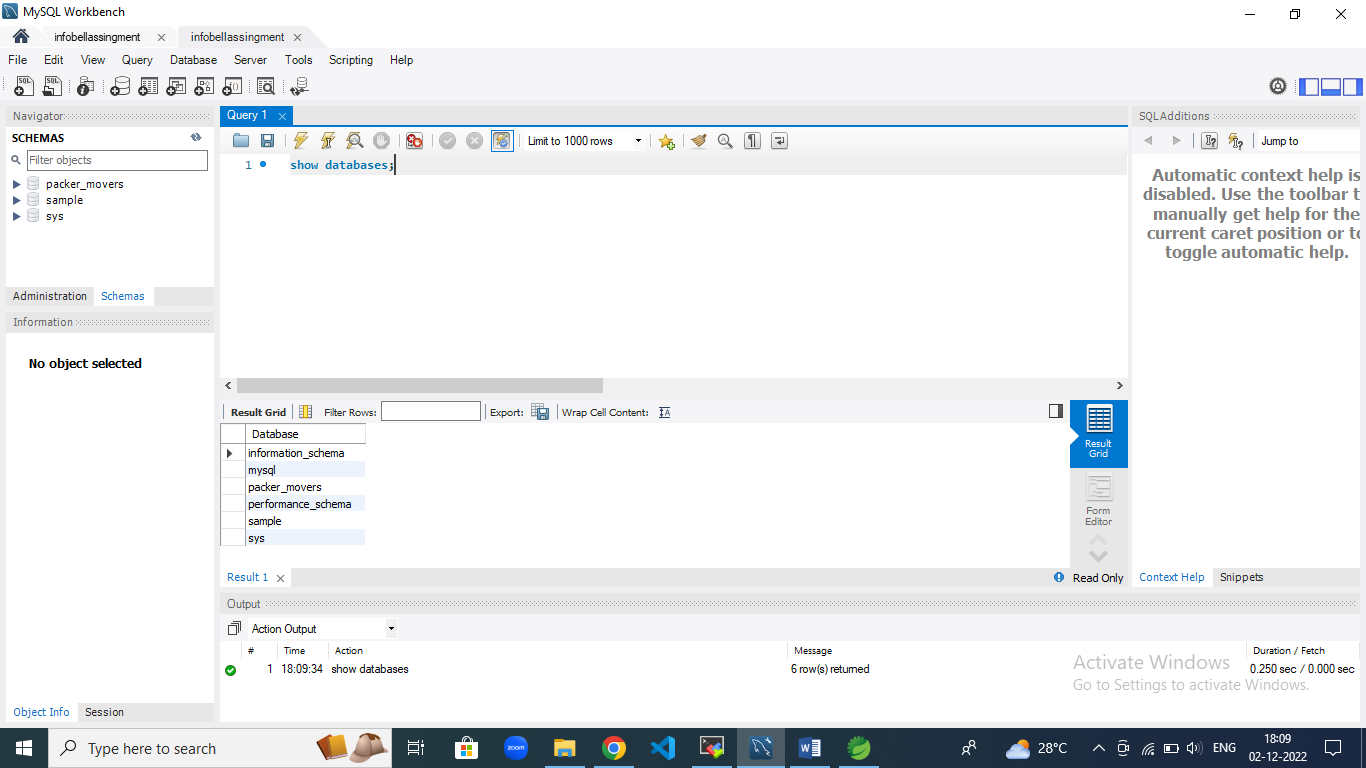 MySQL Workbench
infobellassingment
infobellassingment
File Edit View Query Database Server Tools Scripting Help
Navigator
SCHEMAS
Filter objects
packer_movers
sample
sys
Administration Schemas
Information
No object selected
Object Info Session
Query 1
Limit to 1000 rows
1 show databases;
Result Grid Filter Rows: Export: Wrap Cell Content:
Database
information_schema
mysql
packer_movers
performance_schema
sample
sys
Result Grid
Form Editor
Result 1
Read Only
SQLAdditions
Jump to
Automatic context help is
disabled. Use the toolbar t
manually get help for the
current caret position or to
toggle automatic help.
Context Help Snippets
Output
Action Output
# Time Action Message Duration / Fetch
1 18:09:34 show databases 6 row(s) returned 0.250 sec / 0.000 sec
Activate Windows
Go to Settings to activate Windows.
Type here to search
zoom
28°C
ENG
18:09
02-12-2022